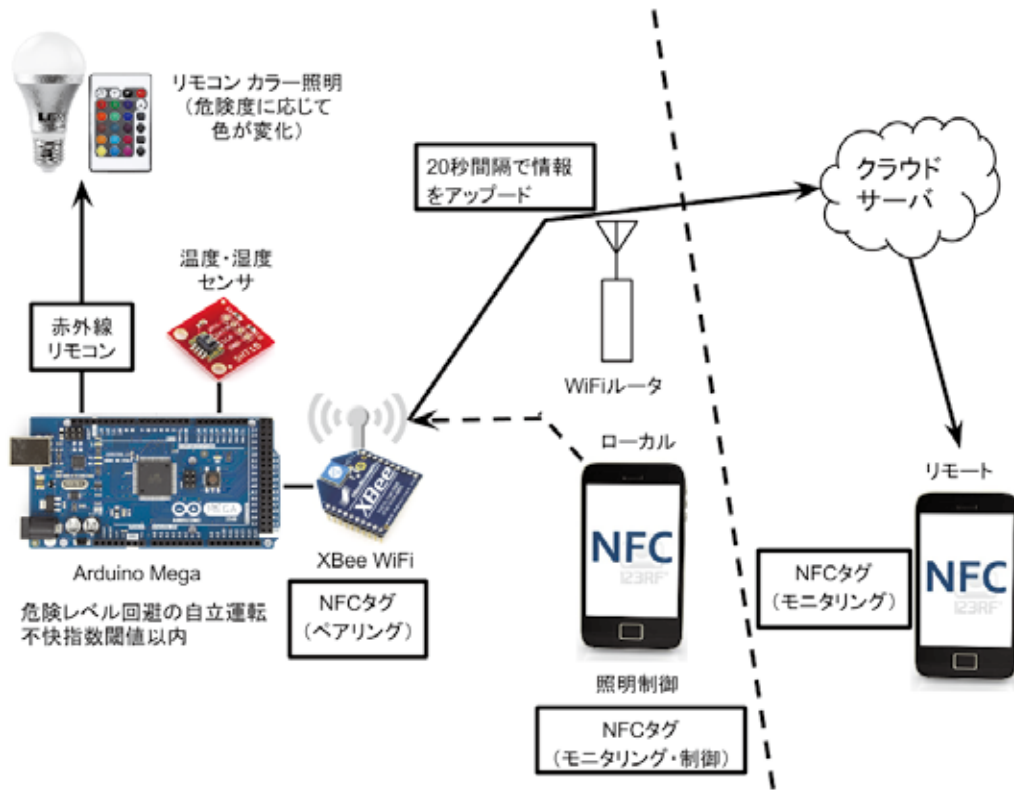 リモコン カラー照明
（危険度に応じて
色が変化）
20秒間隔で情報
をアップード
クラウド
サーバ
温度・湿度
センサ
赤外線
リモコン
WiFiルータ
ローカル
リモート
XBee
MEGA
NFC
123RF
NFC
123RF
Arduino Mega
XBee WiFi
NFCタグ
（ペアリング）
NFCタグ
（モニタリング）
危険レベル回避の自立運転
不快指数閾値以内
照明制御
NFCタグ
（モニタリング・制御）